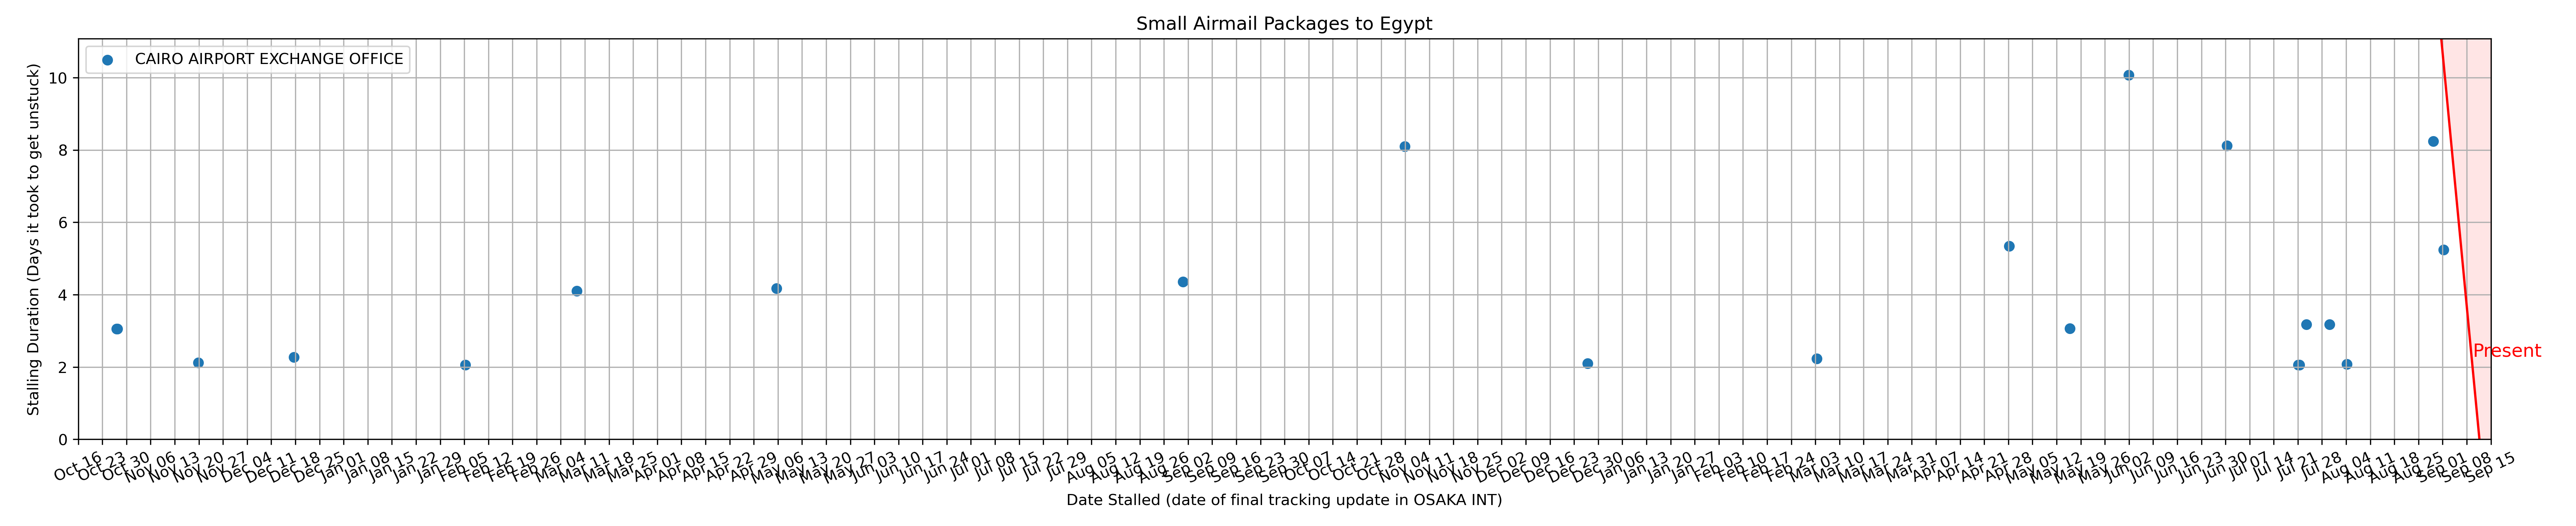 Small Airmail Packages to Egypt
CAIRO AIRPORT EXCHANGE OFFICE
Stalling Duration (Days it took to get unstuck)
10
8
6
4
2
0
Present
Oct 16 Oct 23 Oct 30 Nov 06 Nov 13 Nov 20 Nov 27 Dec 04 Dec 11 Dec 18 Dec 25 Jan 01 Jan 08 Jan 15 Jan 22 Jan 29 Feb 05 Feb 12 Feb 19 Feb 26 Mar 04 Mar 11 Mar 18 Mar 25 Apr 01 Apr 08 Apr 15 Apr 22 Apr 29 May 06 May 13 May 20 May 27 Jun 03 Jun 10 Jun 17 Jun 24 Jul 01 Jul 08 Jul 15 Jul 22 Jul 29 Aug 05 Aug 12 Aug 19 Aug 26 Sep 02 Sep 09 Sep 16 Sep 23 Sep 30 Oct 07 Oct 14 Oct 21 Oct 28 Nov 04 Nov 11 Nov 18 Nov 25 Dec 02 Dec 09 Dec 16 Dec 23 Dec 30 Jan 06 Jan 13 Jan 20 Jan 27 Feb 03 Feb 10 Feb 17 Feb 24 Mar 03 Mar 10 Mar 17 Mar 24 Mar 31 Apr 07 Apr 14 Apr 21 Apr 28 May 05 May 12 May 19 May 26 Jun 02 Jun 09 Jun 16 Jun 23 Jun 30 Jul 07 Jul 14 Jul 21 Jul 28 Aug 04 Aug 11 Aug 18 Aug 25 Sep 01 Sep 08 Sep 15
Date Stalled (date of final tracking update in OSAKA INT)